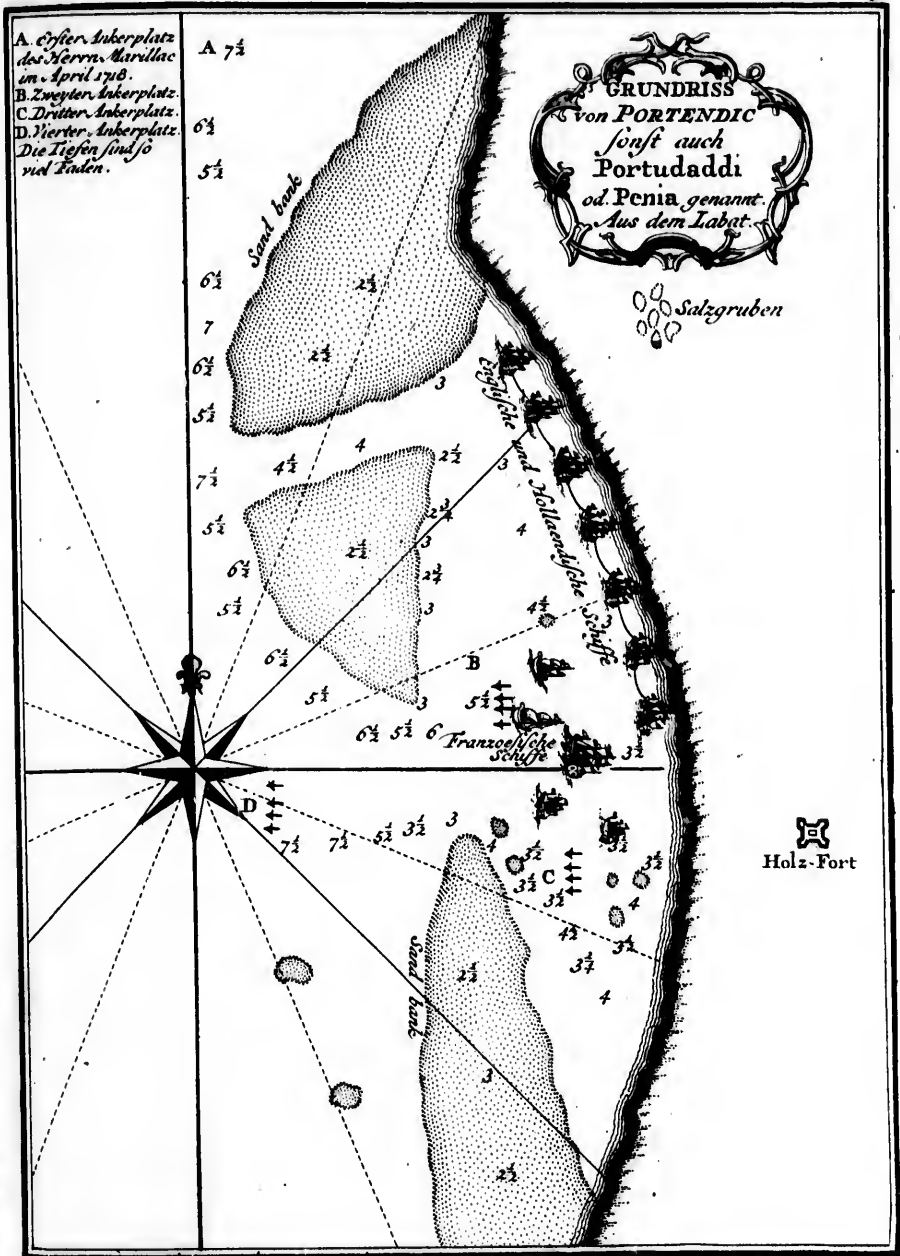 A. Erster Ankerplatz
des Herrn Marillac
im April 1718.
B. Zweyter Ankerplatz.
C. Dritter Ankerplatz.
D. Vierter Ankerplatz.
Die Tiefen sind so
viel Faden.
GRUNDRISS
von PORTENDIC
sonst auch
Portudaddi
od. Penia genannt.
Aus dem Labat.
Salzgruben
A 7½
6½
5½
Sand bank
6½
2½
7
2½
6½
3
5½
Englische und Hollaendische Schiffe
4
2½
4½
3
7½
2¾
5½
4
2½
3
6½
2¾
5½
3
4½
3
6½
B
5½
5½
3
6½ 5½ 6
Franzoesische
Schiffe
3½
D
7½
7½
5½
3½
3
4
3½
3½
3½
3½
C
3½
4
4½
3½
3¼
4
Holz-Fort
Sand bank
2½
3
2½